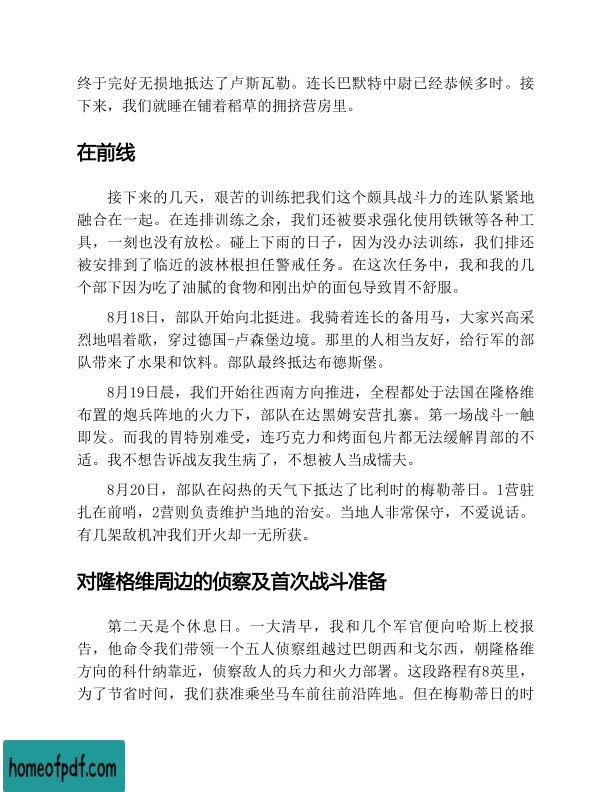 终于完好无损地抵达了卢斯瓦勒。连长巴默特中尉已经恭候多时。接
下来，我们就睡在铺着稻草的拥挤营房里。
在前线
接下来的几天，艰苦的训练把我们这个颇具战斗力的连队紧紧地
融合在一起。在连排训练之余，我们还被要求强化使用铁锹等各种工
具，一刻也没有放松。碰上下雨的日子，因为没办法训练，我们排还
被安排到了临近的波林根担任警戒任务。在这次任务中，我和我的几
个部下因为吃了油腻的食物和刚出炉的面包导致胃不舒服。
8月18日，部队开始向北挺进。我骑着连长的备用马，大家兴高采
烈地唱着歌，穿过德国-卢森堡边境。那里的人相当友好，给行军的部
队带来了水果和饮料。部队最终抵达布德斯堡。
8月19日晨，我们开始往西南方向推进，全程都处于法国在隆格维
布置的炮兵阵地的火力下，部队在达黑姆安营扎寨。第一场战斗一触
即发。而我的胃特别难受，连巧克力和烤面包片都无法缓解胃部的不
适。我不想告诉战友我生病了，不想被人当成懦夫。
8月20日，部队在闷热的天气下抵达了比利时的梅勒蒂日。1营驻
扎在前哨，2营则负责维护当地的治安。当地人非常保守，不爱说话。
有几架敌机冲我们开火却一无所获。
对隆格维周边的侦察及首次战斗准备
第二天是个休息日。一大清早，我和几个军官便向哈斯上校报
告，他命令我们带领一个五人侦察组越过巴朗西和戈尔西，朝隆格维
方向的科什纳靠近，侦察敌人的兵力和火力部署。这段路程有8英里，
为了节省时间，我们获准乘坐马车前往前沿阵地。但在梅勒蒂日的时
homeofpdf.com